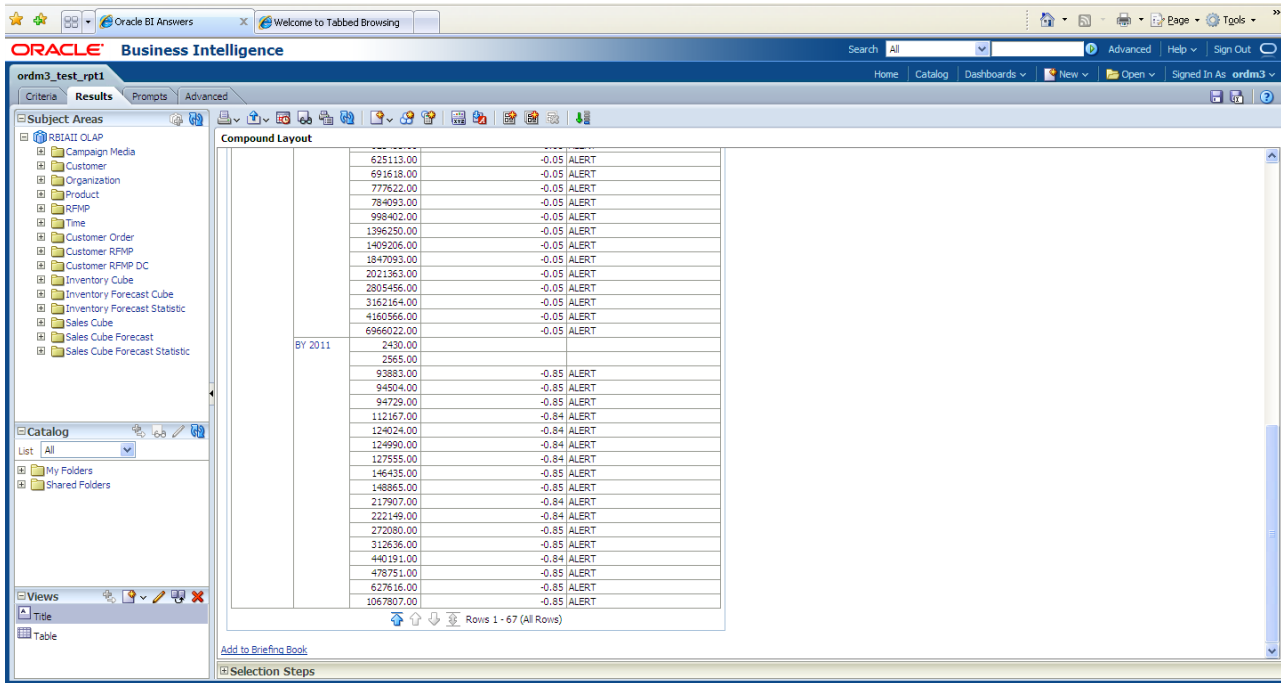 Oracle BI Answers X Welcome to Tabbed Browsing Page Tools »
ORACLE Business Intelligence Search All Advanced Help Sign Out
ordm3_test_rpt1 Home Catalog Dashboards New Open Signed In As ordm3
Criteria Results Prompts Advanced
Subject Areas
Compound Layout
RBIAII OLAP
Campaign Media
Customer
Organization
Product
RFMP
Time
Customer Order
Customer RFMP
Customer RFMP DC
Inventory Cube
Inventory Forecast Cube
Inventory Forecast Statistic
Sales Cube
Sales Cube Forecast
Sales Cube Forecast Statistic
Catalog
List All
My Folders
Shared Folders
Views
Title
Table
625113.00 -0.05 ALERT
691618.00 -0.05 ALERT
777622.00 -0.05 ALERT
784093.00 -0.05 ALERT
998402.00 -0.05 ALERT
1396250.00 -0.05 ALERT
1409206.00 -0.05 ALERT
1847093.00 -0.05 ALERT
2021363.00 -0.05 ALERT
2805456.00 -0.05 ALERT
3162164.00 -0.05 ALERT
4160566.00 -0.05 ALERT
6966022.00 -0.05 ALERT
BY 2011 2430.00
2565.00
93883.00 -0.85 ALERT
94504.00 -0.85 ALERT
94729.00 -0.85 ALERT
112167.00 -0.84 ALERT
124024.00 -0.84 ALERT
124990.00 -0.84 ALERT
127555.00 -0.84 ALERT
146435.00 -0.85 ALERT
148865.00 -0.85 ALERT
217907.00 -0.84 ALERT
222149.00 -0.84 ALERT
272080.00 -0.85 ALERT
312636.00 -0.85 ALERT
440191.00 -0.84 ALERT
478751.00 -0.85 ALERT
627616.00 -0.85 ALERT
1067807.00 -0.85 ALERT
Rows 1 - 67 (All Rows)
Add to Briefing Book
Selection Steps